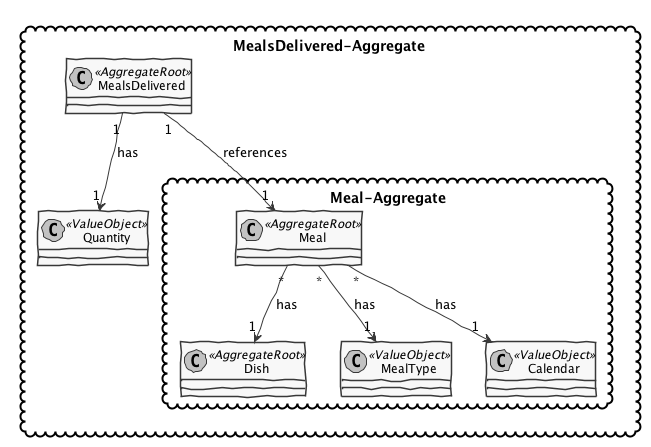 MealsDelivered-Aggregate
C «AggregateRoot»
MealsDelivered
1 1
has references
1 1
Meal-Aggregate
C «ValueObject»
Quantity
C «AggregateRoot»
Meal
* * *
has has has
1 1 1
C «AggregateRoot»
Dish
C «ValueObject»
MealType
C «ValueObject»
Calendar